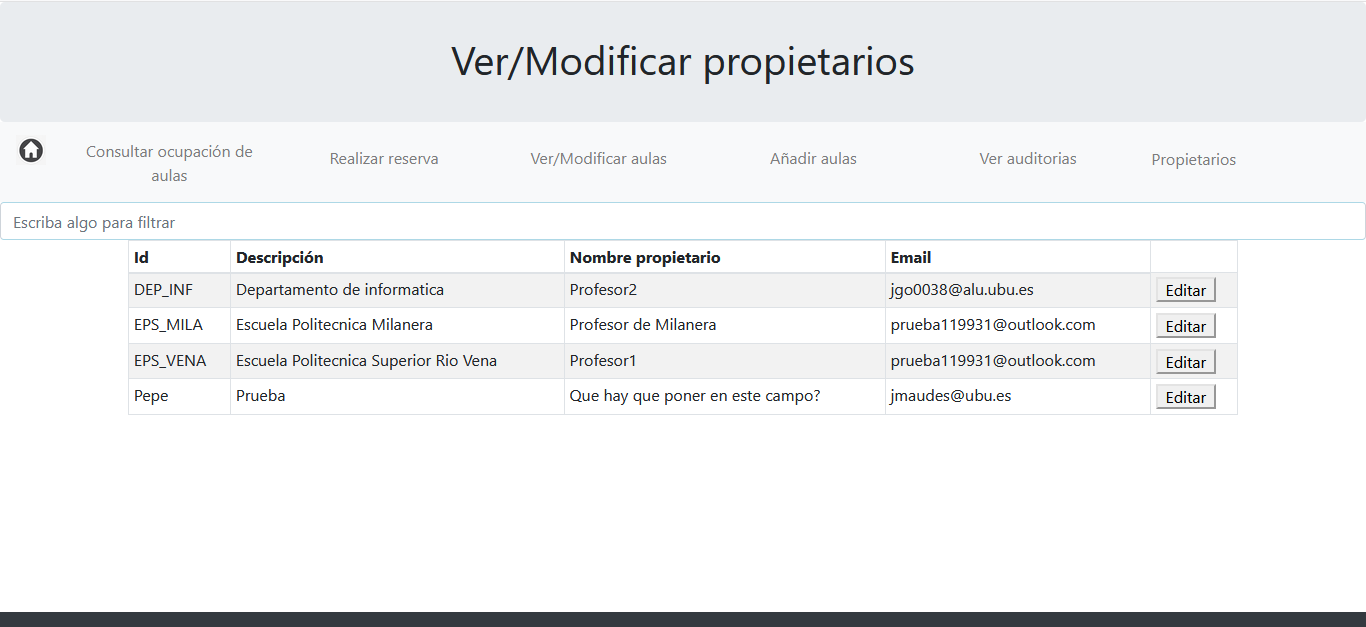 Ver/Modificar propietarios
Consultar ocupación de
aulas
Realizar reserva
Ver/Modificar aulas
Añadir aulas
Ver auditorias
Propietarios
Escriba algo para filtrar
Id Descripción Nombre propietario Email
DEP_INF Departamento de informatica Profesor2 jgo0038@alu.ubu.es Editar
EPS_MILA Escuela Politecnica Milanera Profesor de Milanera prueba119931@outlook.com Editar
EPS_VENA Escuela Politecnica Superior Rio Vena Profesor1 prueba119931@outlook.com Editar
Pepe Prueba Que hay que poner en este campo? jmaudes@ubu.es Editar